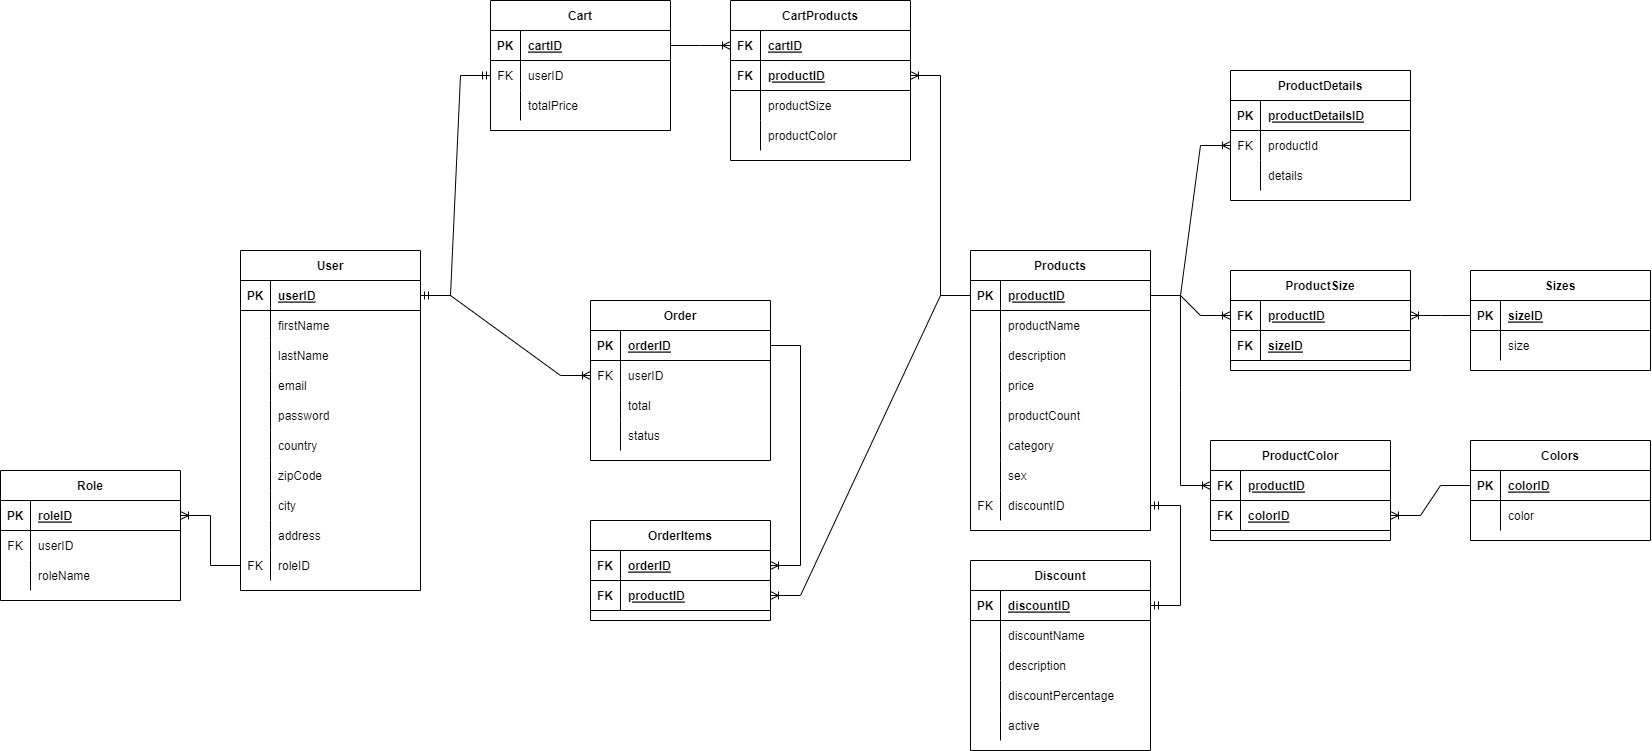 Cart
PK cartID
FK userID
totalPrice
CartProducts
FK cartID
FK productID
productSize
productColor
ProductDetails
PK productDetailsID
FK productId
details
User
PK userID
firstName
lastName
email
password
country
zipCode
city
address
FK roleID
Order
PK orderID
FK userID
total
status
Products
PK productID
productName
description
price
productCount
category
sex
FK discountID
ProductSize
FK productID
FK sizeID
Sizes
PK sizeID
size
Role
PK roleID
FK userID
roleName
OrderItems
FK orderID
FK productID
ProductColor
FK productID
FK colorID
Colors
PK colorID
color
Discount
PK discountID
discountName
description
discountPercentage
active